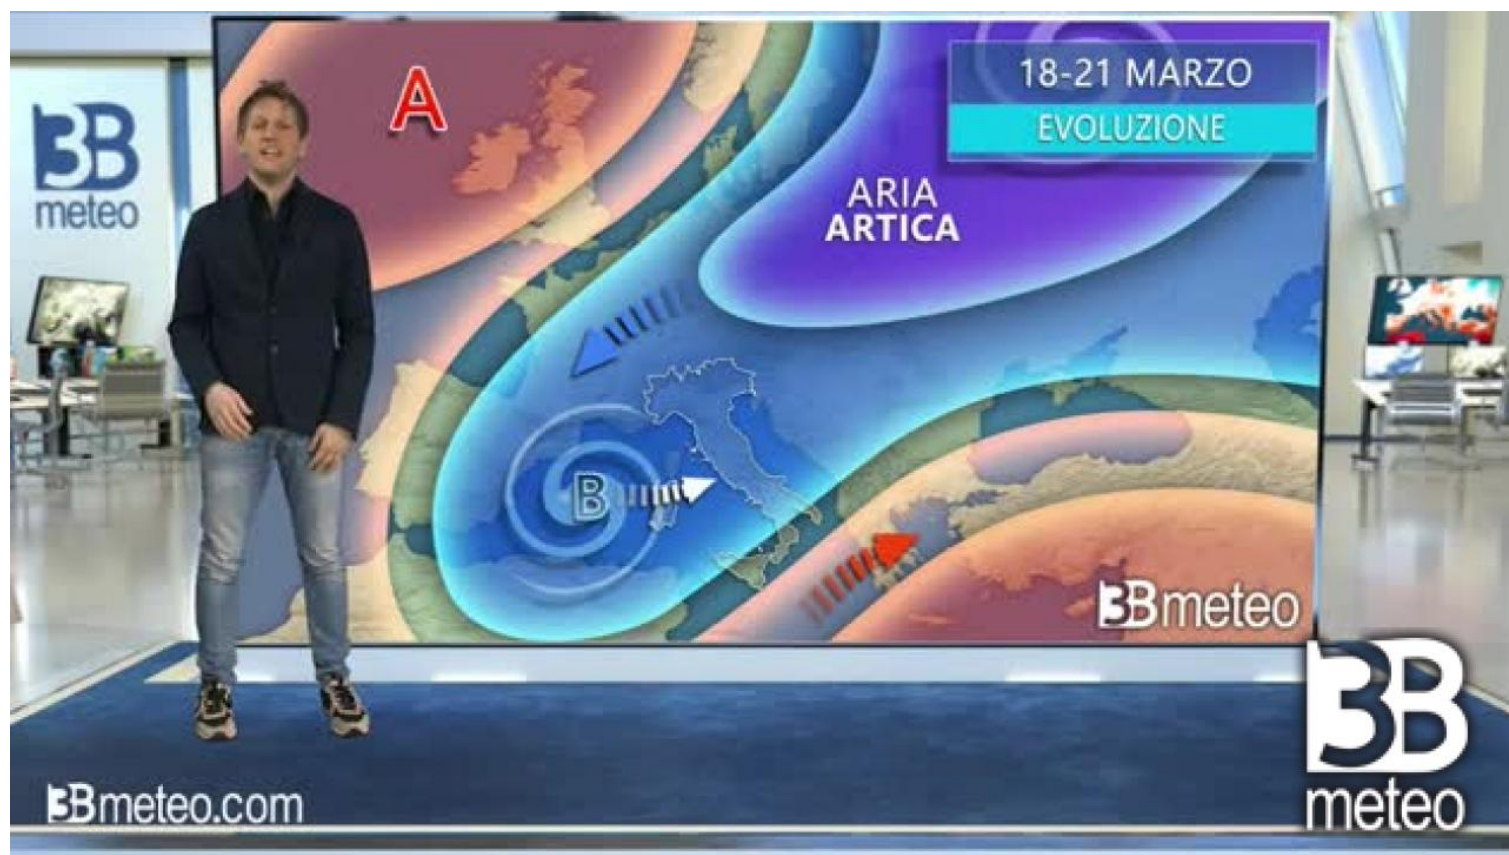 3B
meteo
A
18-21 MARZO
EVOLUZIONE
ARIA
ARTICA
B
3Bmeteo
3Bmeteo.com
3B
meteo